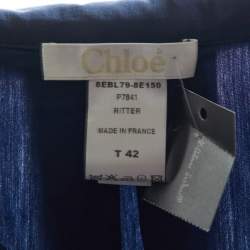 Chloé
8EBL79-8E150
P7841
RITTER
MADE IN FRANCE
T 42